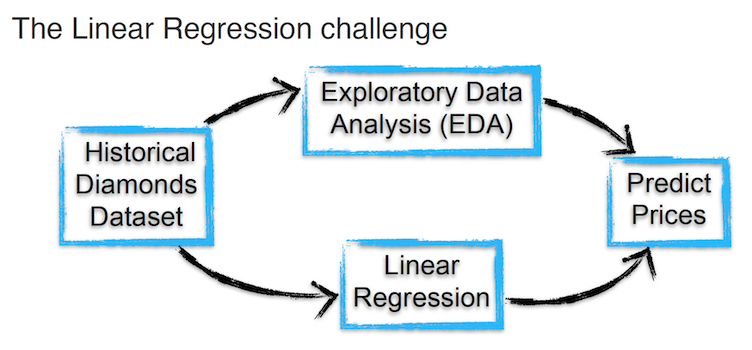 The Linear Regression challenge
Historical
Diamonds
Dataset
Exploratory Data
Analysis (EDA)
Linear
Regression
Predict
Prices